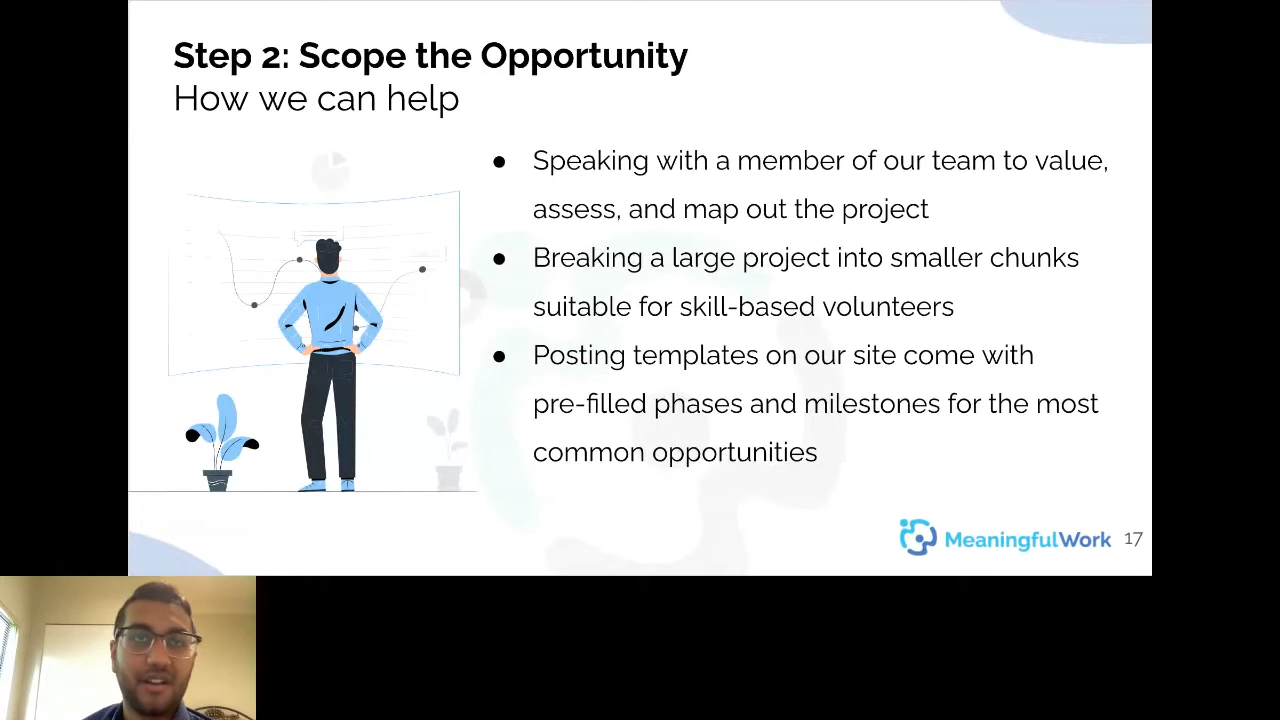 Step 2: Scope the Opportunity
How we can help
● Speaking with a member of our team to value,
assess, and map out the project
● Breaking a large project into smaller chunks
suitable for skill-based volunteers
● Posting templates on our site come with
pre-filled phases and milestones for the most
common opportunities
MeaningfulWork 17